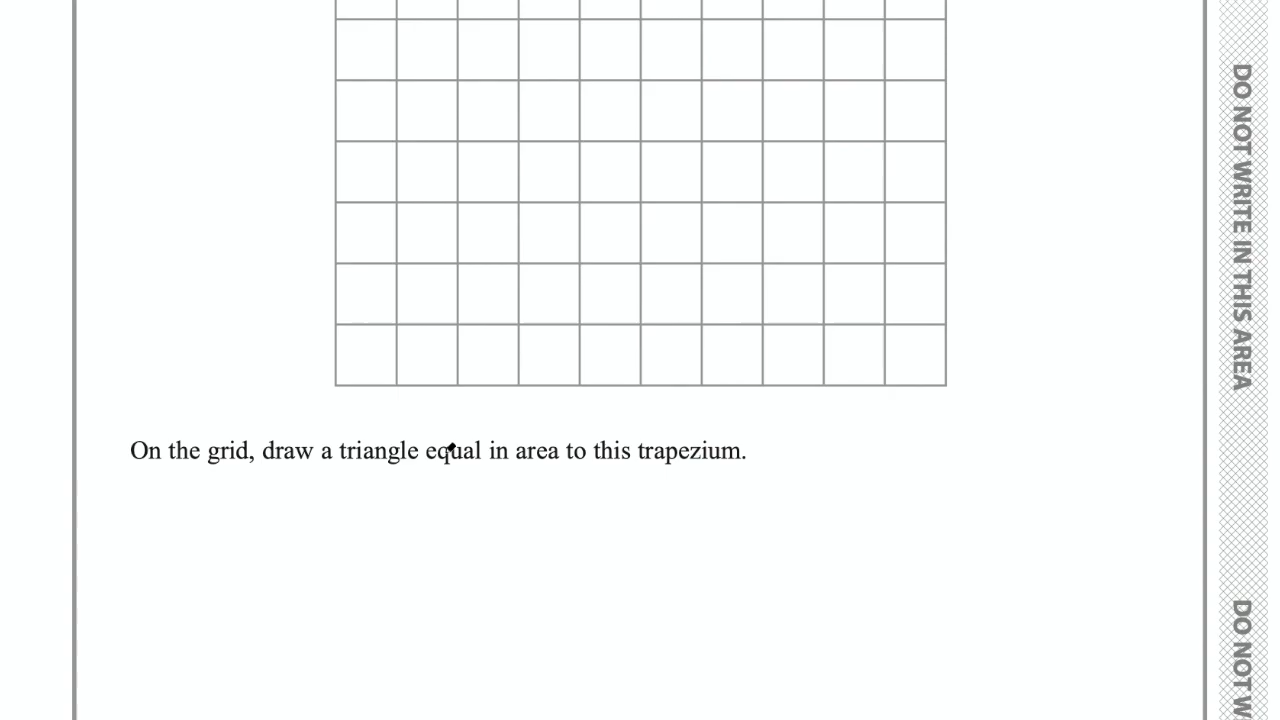 On the grid, draw a triangle equal in area to this trapezium.
DO NOT WRITE IN THIS AREA
DO NOT W